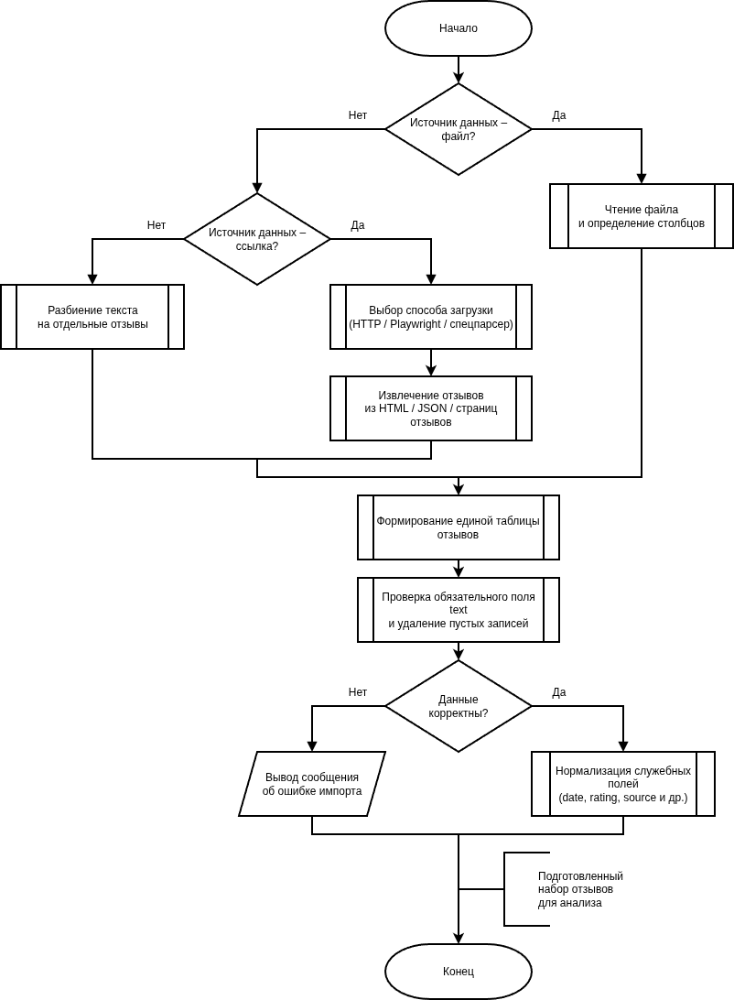 Начало
Нет
Да
Источник данных –
файл?
Чтение файла
и определение столбцов
Нет
Да
Источник данных –
ссылка?
Разбиение текста
на отдельные отзывы
Выбор способа загрузки
(HTTP / Playwright / спецпарсер)
Извлечение отзывов
из HTML / JSON / страниц
отзывов
Формирование единой таблицы
отзывов
Проверка обязательного поля
text
и удаление пустых записей
Нет
Да
Данные
корректны?
Вывод сообщения
об ошибке импорта
Нормализация служебных
полей
(date, rating, source и др.)
Подготовленный
набор отзывов
для анализа
Конец